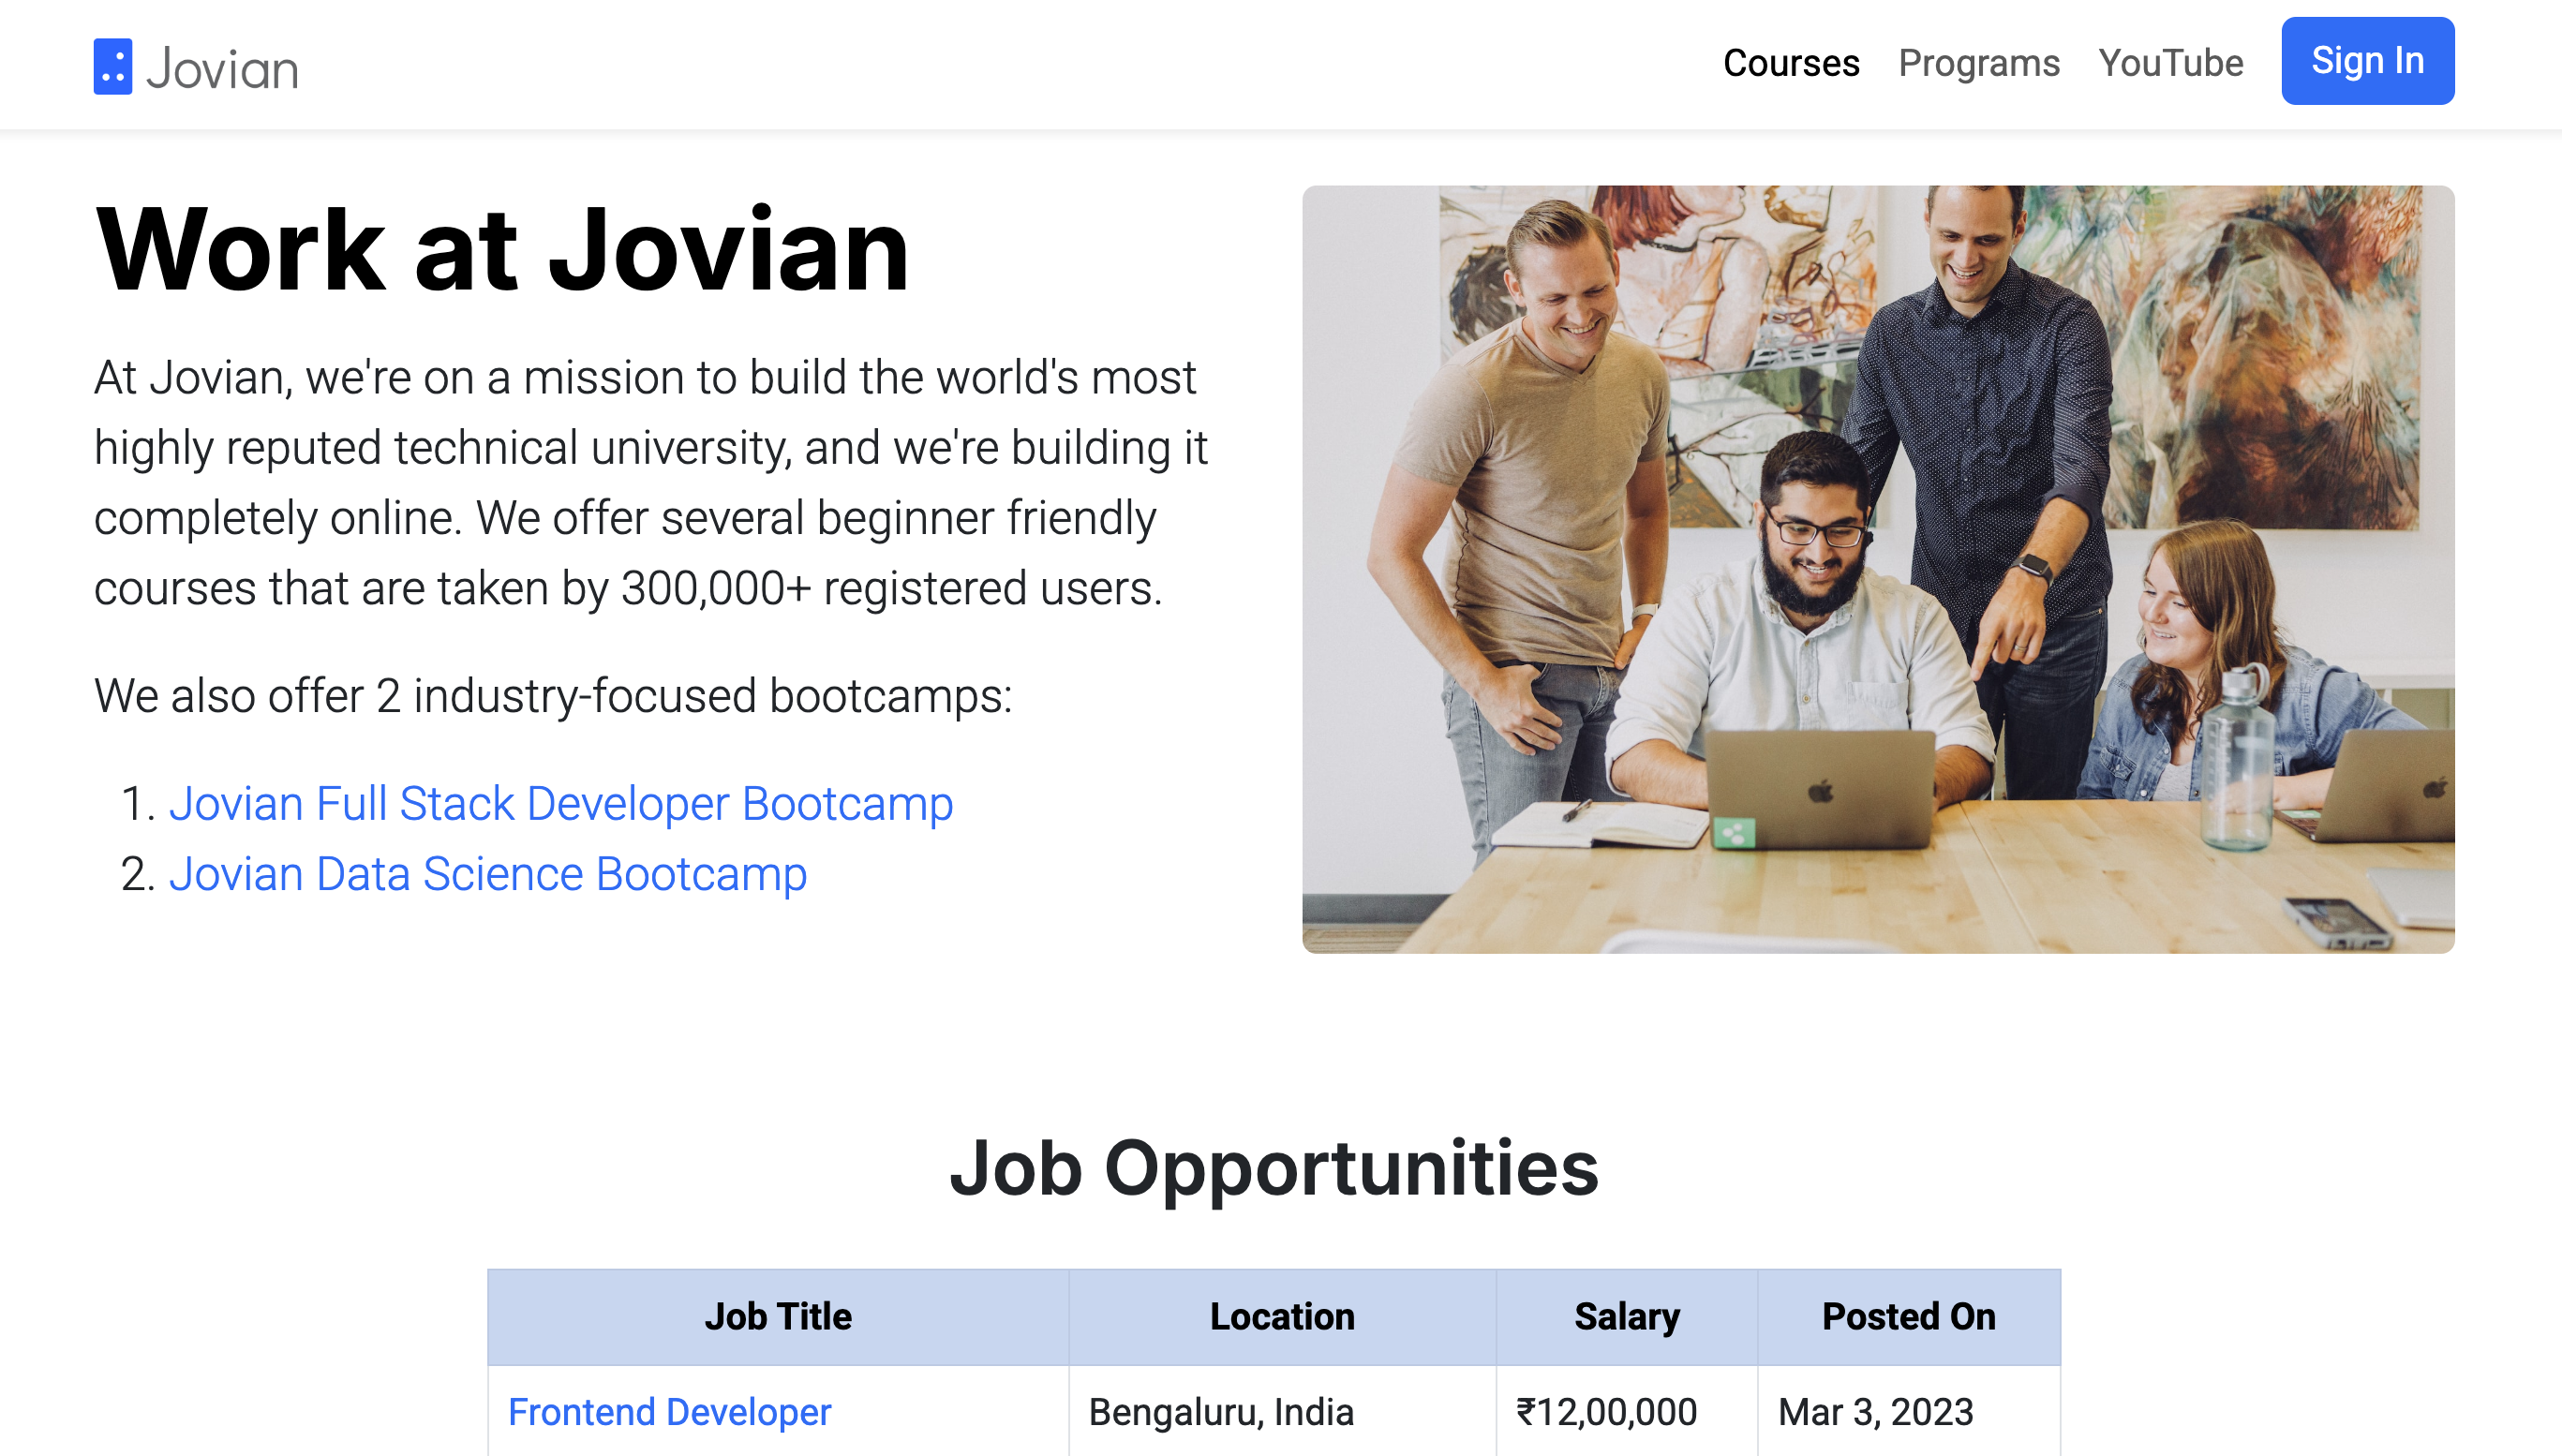 Jovian
Courses Programs YouTube Sign In
Work at Jovian
At Jovian, we're on a mission to build the world's most
highly reputed technical university, and we're building it
completely online. We offer several beginner friendly
courses that are taken by 300,000+ registered users.
We also offer 2 industry-focused bootcamps:
1. Jovian Full Stack Developer Bootcamp
2. Jovian Data Science Bootcamp
Job Opportunities
Job Title Location Salary Posted On
Frontend Developer Bengaluru, India ₹12,00,000 Mar 3, 2023